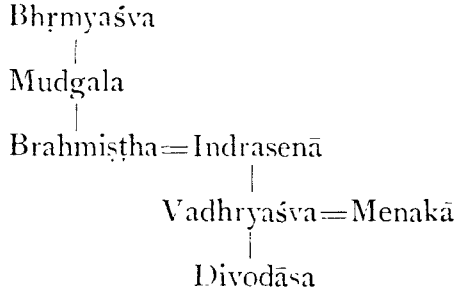 Bhṛmyaśva
Mudgala
Brahmiṣṭha=Indrasenā
Vadhryaśva=Menakā
Divodāsa